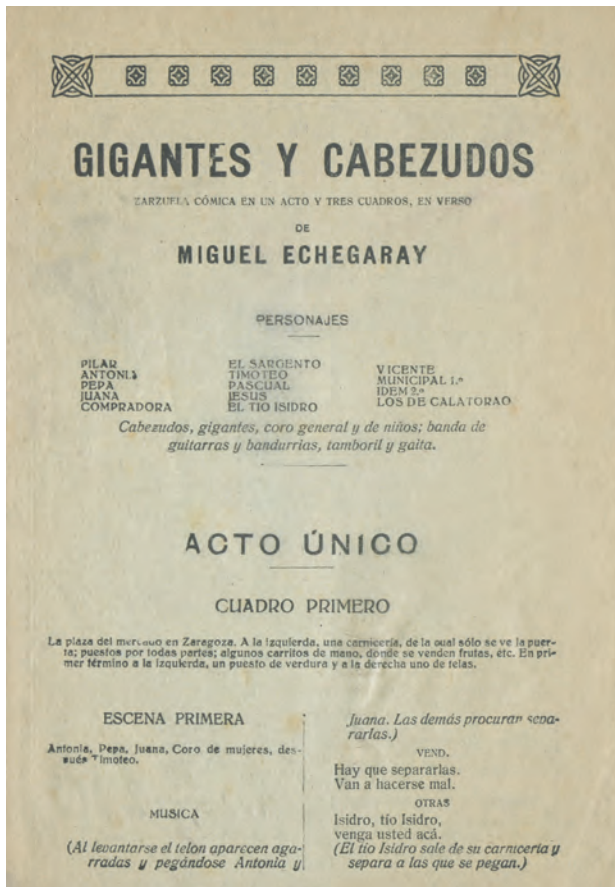 GIGANTES Y CABEZUDOS
ZARZUELA CÓMICA EN UN ACTO Y TRES CUADROS, EN VERSO
DE
MIGUEL ECHEGARAY
PERSONAJES
PILAR
ANTONIA
PEPA
JUANA
COMPRADORA
EL SARGENTO
TIMOTEO
PASCUAL
JESUS
EL TIO ISIDRO
VICENTE
MUNICIPAL 1.º
IDEM 2.º
LOS DE CALATORAO
Cabezudos, gigantes, coro general y de niños; banda de
guitarras y bandurrias, tamboril y gaita.
ACTO ÚNICO
CUADRO PRIMERO
La plaza del mercado en Zaragoza. A la izquierda, una carnicería, de la cual sólo se ve la puer-
ta; puestos por todas partes; algunos carritos de mano, donde se venden frutas, etc. En pri-
mer término a la izquierda, un puesto de verdura y a la derecha uno de telas.
ESCENA PRIMERA
Antonia, Pepa, Juana, Coro de mujeres, des-
pués Timoteo.
MUSICA
(Al levantarse el telon aparecen aga-
rradas y pegándose Antonia y
Juana. Las demás procuran sepa-
rarlas.)
VEND.
Hay que separarlas.
Van a hacerse mal.
OTRAS
Isidro, tío Isidro,
venga usted acá.
(El tío Isidro sale de su carnicería y
separa a las que se pegan.)